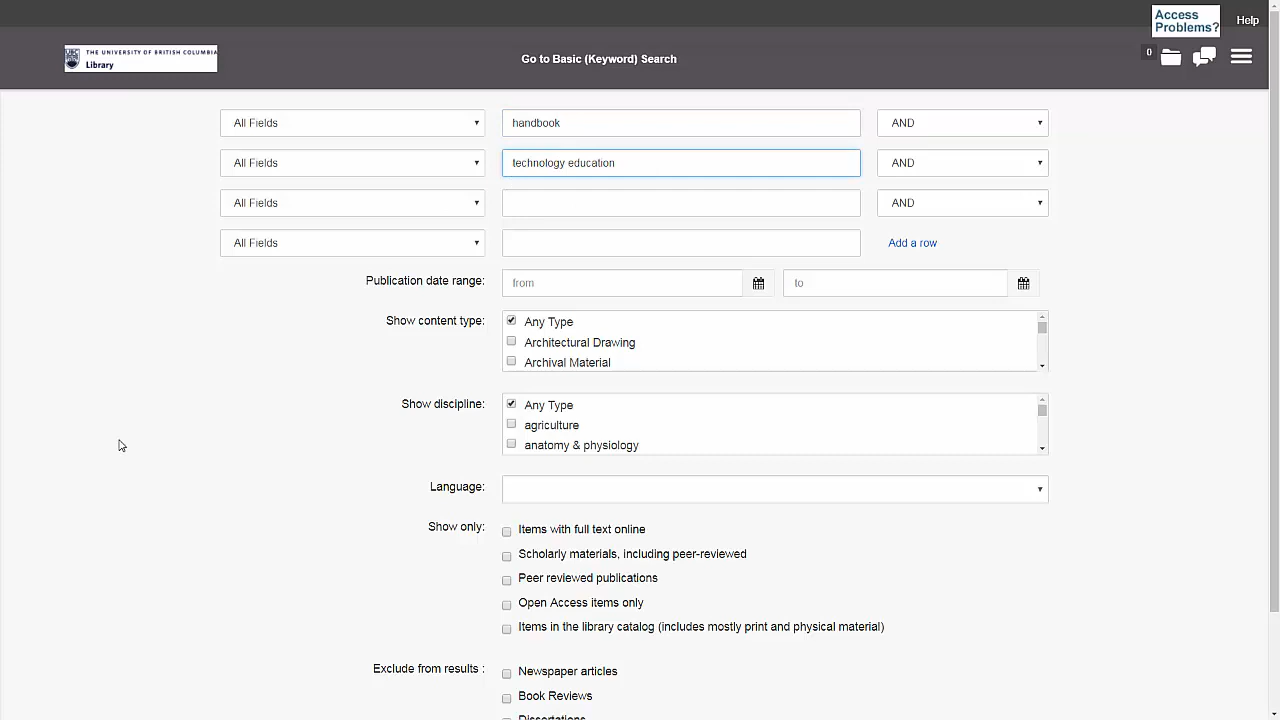 Access
Problems?
Help
THE UNIVERSITY OF BRITISH COLUMBIA
Library
Go to Basic (Keyword) Search
0
All Fields
handbook
AND
All Fields
technology education
AND
All Fields
AND
All Fields
Add a row
Publication date range:
from
to
Show content type:
Any Type
Architectural Drawing
Archival Material
Show discipline:
Any Type
agriculture
anatomy & physiology
Language:
Show only:
Items with full text online
Scholarly materials, including peer-reviewed
Peer reviewed publications
Open Access items only
Items in the library catalog (includes mostly print and physical material)
Exclude from results :
Newspaper articles
Book Reviews
Dissertations